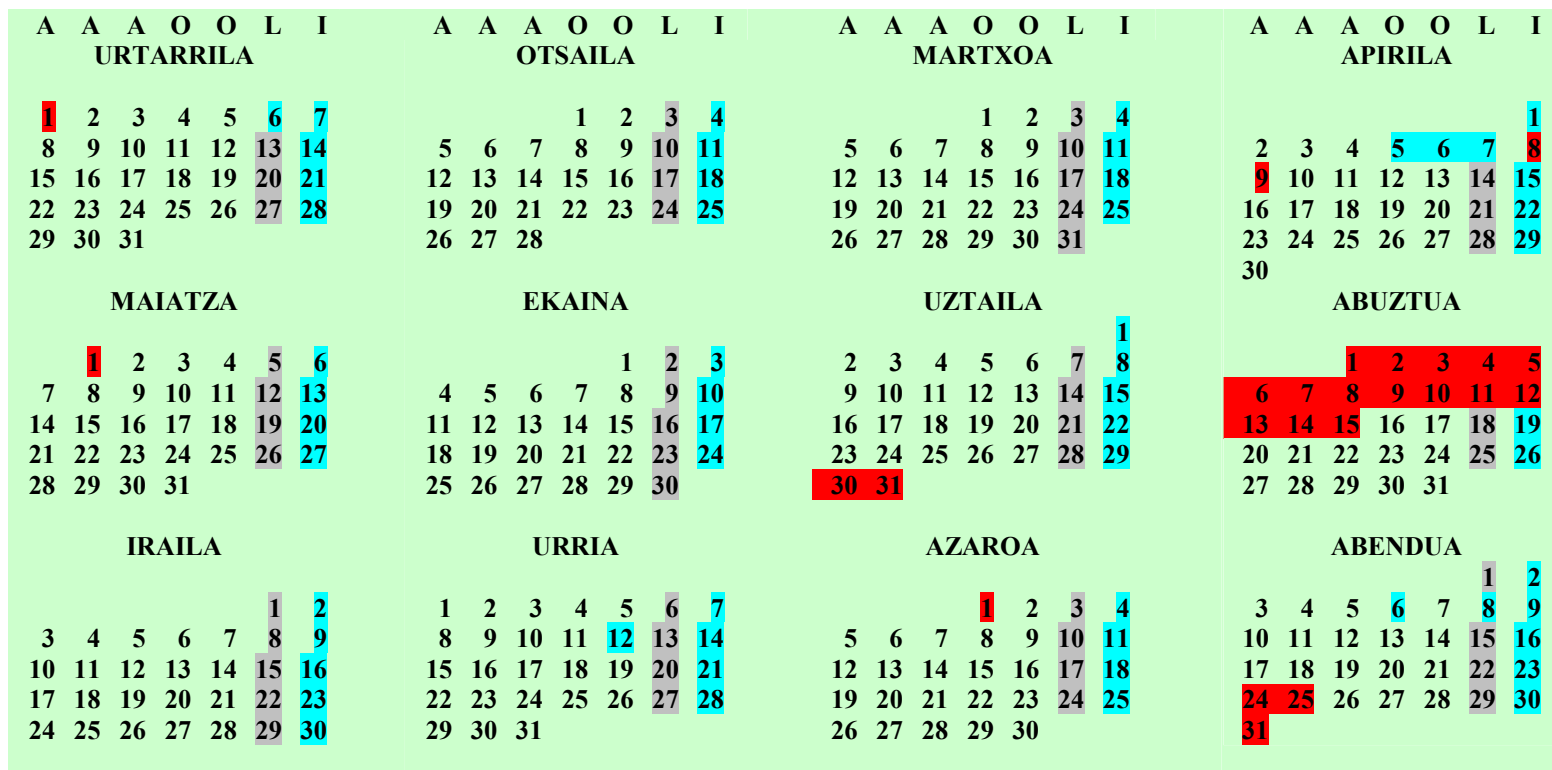 A A A O O L I A A A O O L I A A A O O L I A A A O O L I
URTARRILA OTSAILA MARTXOA APIRILA
1 2 3 4 5 6 7 1 2 3 4 1 2 3 4 1
8 9 10 11 12 13 14 5 6 7 8 9 10 11 5 6 7 8 9 10 11 2 3 4 5 6 7 8
15 16 17 18 19 20 21 12 13 14 15 16 17 18 12 13 14 15 16 17 18 9 10 11 12 13 14 15
22 23 24 25 26 27 28 19 20 21 22 23 24 25 19 20 21 22 23 24 25 16 17 18 19 20 21 22
29 30 31 26 27 28 26 27 28 29 30 31 23 24 25 26 27 28 29
30
MAIATZA EKAINA UZTAILA ABUZTUA
1
1 2 3 4 5 6 1 2 3 2 3 4 5 6 7 8 1 2 3 4 5
7 8 9 10 11 12 13 4 5 6 7 8 9 10 9 10 11 12 13 14 15 6 7 8 9 10 11 12
14 15 16 17 18 19 20 11 12 13 14 15 16 17 16 17 18 19 20 21 22 13 14 15 16 17 18 19
21 22 23 24 25 26 27 18 19 20 21 22 23 24 23 24 25 26 27 28 29 20 21 22 23 24 25 26
28 29 30 31 25 26 27 28 29 30 30 31 27 28 29 30 31
IRAILA URRIA AZAROA ABENDUA
1 2
1 2 1 2 3 4 5 6 7 1 2 3 4 3 4 5 6 7 8 9
3 4 5 6 7 8 9 8 9 10 11 12 13 14 5 6 7 8 9 10 11 10 11 12 13 14 15 16
10 11 12 13 14 15 16 15 16 17 18 19 20 21 12 13 14 15 16 17 18 17 18 19 20 21 22 23
17 18 19 20 21 22 23 22 23 24 25 26 27 28 19 20 21 22 23 24 25 24 25 26 27 28 29 30
24 25 26 27 28 29 30 29 30 31 26 27 28 29 30 31